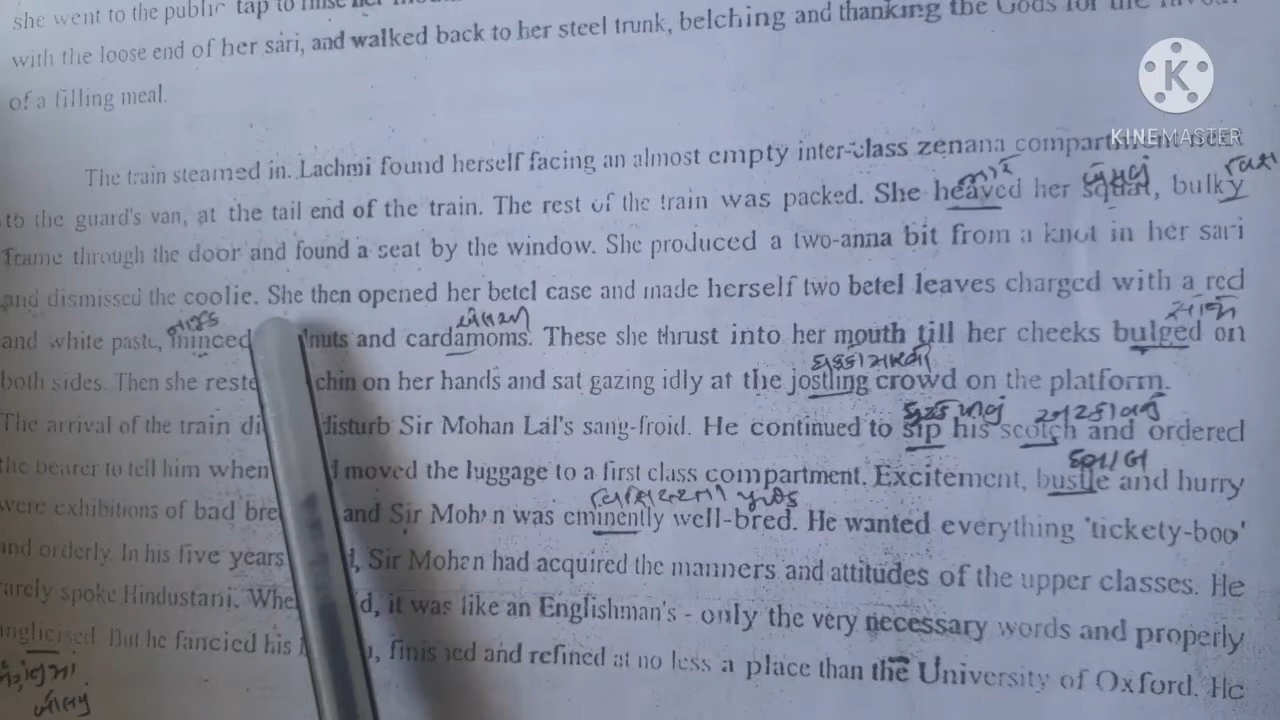 she went to the public tap to rinse her
with the loose end of her sari, and walked back to her steel trunk, belching and thanking the Gods for the
of a filling meal.
KINEMASTER
The train steamed in. Lachmi found herself facing an almost empty inter-class zenana compartment next
to the guard's van, at the tail end of the train. The rest of the train was packed. She heaved her squat, bulky
frame through the door and found a seat by the window. She produced a two-anna bit from a knot in her sari
and dismissed the coolie. She then opened her betel case and made herself two betel leaves charged with a red
and white paste, minced nuts and cardamoms. These she thrust into her mouth till her cheeks bulged on
both sides. Then she reste chin on her hands and sat gazing idly at the jostling crowd on the platform.
The arrival of the train di disturb Sir Mohan Lal's sang-froid. He continued to sip his scotch and ordered
the bearer to tell him when moved the luggage to a first class compartment. Excitement, bustle and hurry
were exhibitions of bad bre and Sir Mohan was eminently well-bred. He wanted everything 'tickety-boo'
and orderly. In his five years Sir Mohan had acquired the manners and attitudes of the upper classes. He
rarely spoke Hindustani. Whe d, it was like an Englishman's - only the very necessary words and properly
anglicised. But he fancied his finished and refined at no less a place than the University of Oxford. He